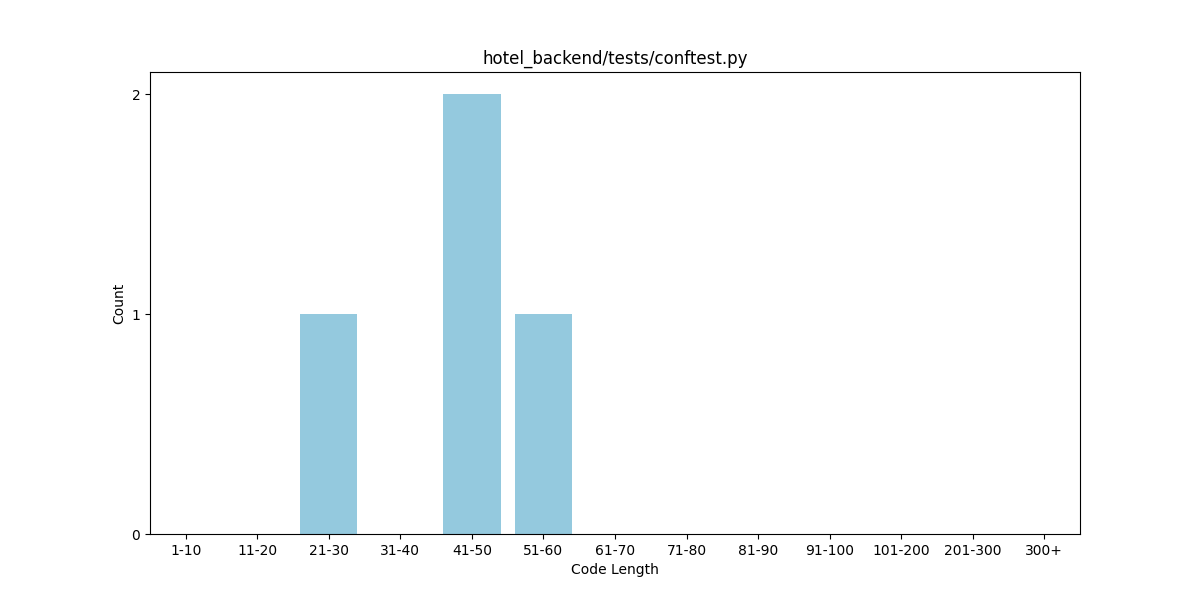 hotel_backend/tests/conftest.py
Count
2
1
0
1-10 11-20 21-30 31-40 41-50 51-60 61-70 71-80 81-90 91-100 101-200 201-300 300+
Code Length